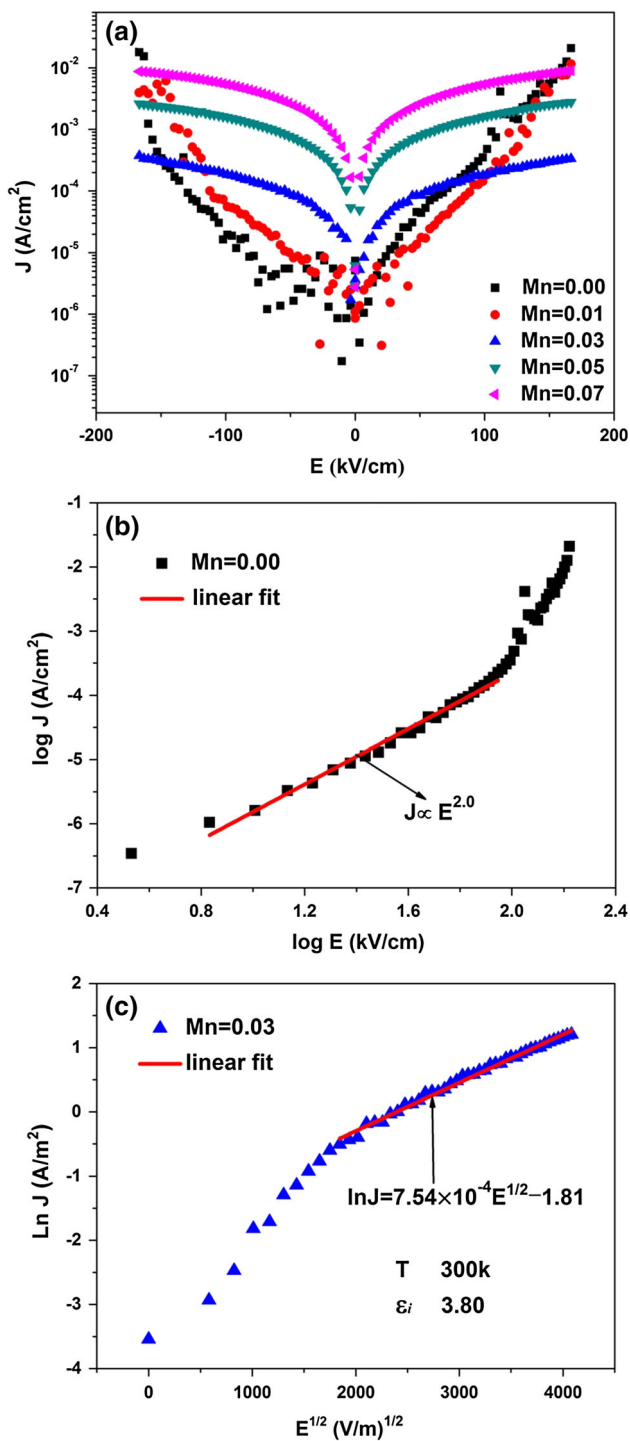 (a)
J (A/cm²)
10⁻²
10⁻³
10⁻⁴
10⁻⁵
10⁻⁶
10⁻⁷
Mn=0.00
Mn=0.01
Mn=0.03
Mn=0.05
Mn=0.07
-200 -100 0 100 200
E (kV/cm)
(b)
log J (A/cm²)
-1
-2
-3
-4
-5
-6
-7
Mn=0.00
linear fit
J∝ E²·⁰
0.4 0.8 1.2 1.6 2.0 2.4
log E (kV/cm)
(c)
Ln J (A/m²)
2
1
0
-1
-2
-3
-4
Mn=0.03
linear fit
lnJ=7.54×10⁻⁴E¹/²−1.81
T 300k
εᵢ 3.80
0 1000 2000 3000 4000
E¹/² (V/m)¹/²